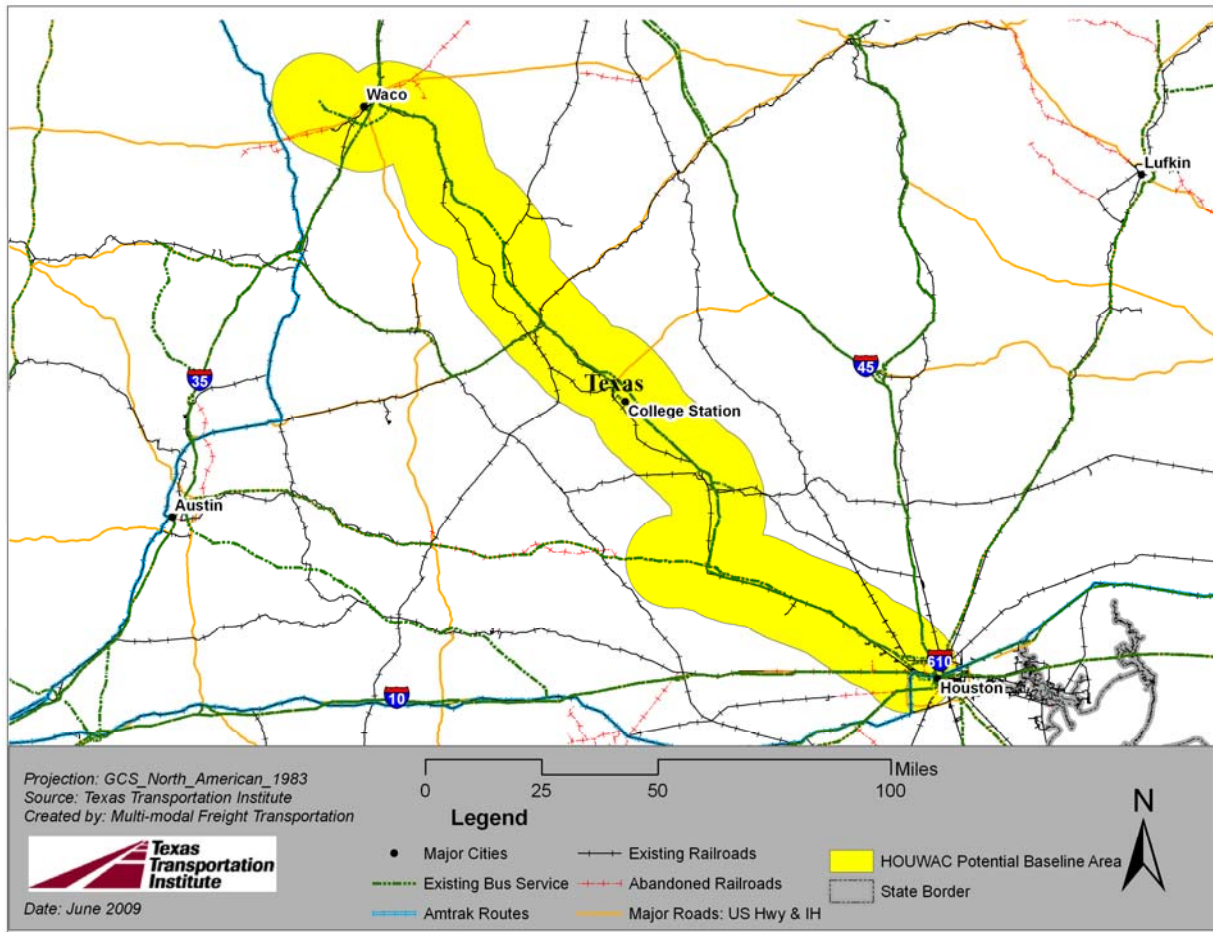 Waco
Lufkin
35
45
Texas
College Station
Austin
610
Houston
10
Projection: GCS_North_American_1983
Source: Texas Transportation Institute
Created by: Multi-modal Freight Transportation
Miles
0 25 50 100
Legend
N
Major Cities
Existing Railroads
HOUWAC Potential Baseline Area
Existing Bus Service
Abandoned Railroads
State Border
Amtrak Routes
Major Roads: US Hwy & IH
Texas
Transportation
Institute
Date: June 2009